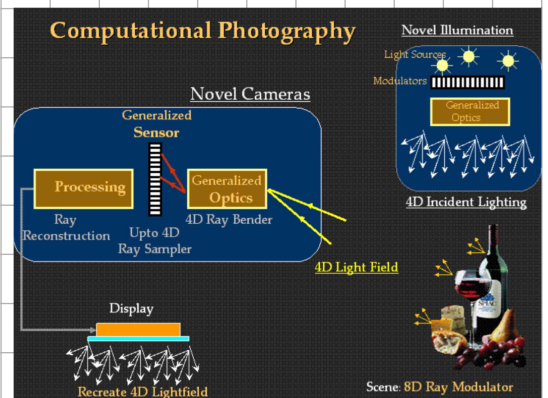 Computational Photography
Novel Illumination
Light Sources
Modulators
Generalized
Optics
4D Incident Lighting
Novel Cameras
Generalized
Sensor
Processing
Generalized
Optics
Ray
Reconstruction
Upto 4D
Ray Sampler
4D Ray Bender
4D Light Field
Display
Recreate 4D Lightfield
Scene: 8D Ray Modulator